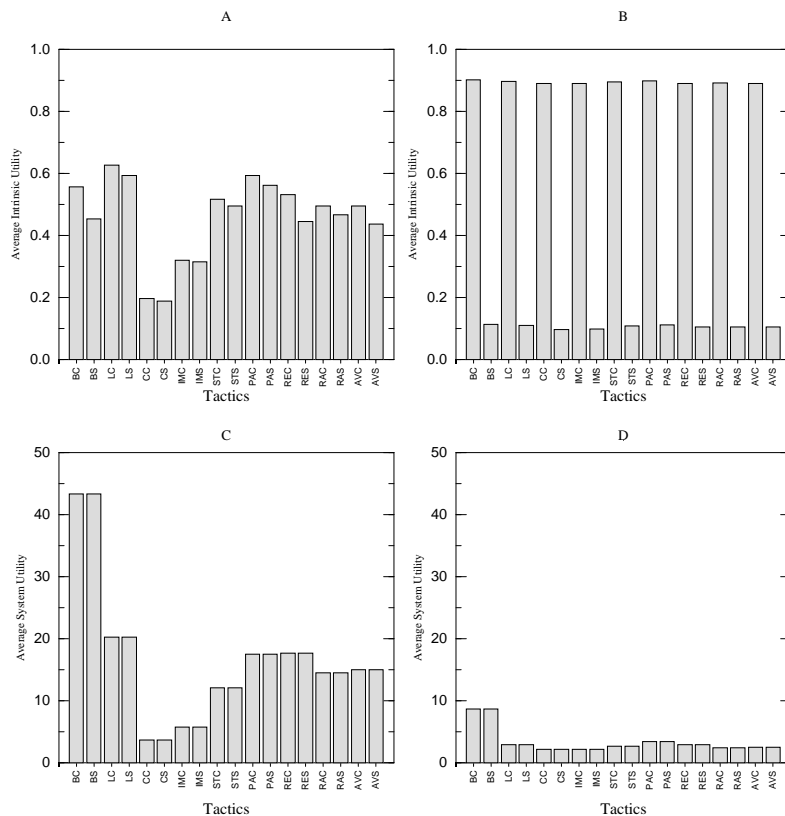 A
1.0
0.8
0.6
0.4
0.2
0.0
Average Intrinsic Utility
BC BS LC LS CC CS IMC IMS STC STS PAC PAS REC RES RAC RAS AVC AVS
Tactics
B
1.0
0.8
0.6
0.4
0.2
0.0
Average Intrinsic Utility
BC BS LC LS CC CS IMC IMS STC STS PAC PAS REC RES RAC RAS AVC AVS
Tactics
C
50
40
30
20
10
0
Average System Utility
BC BS LC LS CC CS IMC IMS STC STS PAC PAS REC RES RAC RAS AVC AVS
Tactics
D
50
40
30
20
10
0
Average System Utility
BC BS LC LS CC CS IMC IMS STC STS PAC PAS REC RES RAC RAS AVC AVS
Tactics